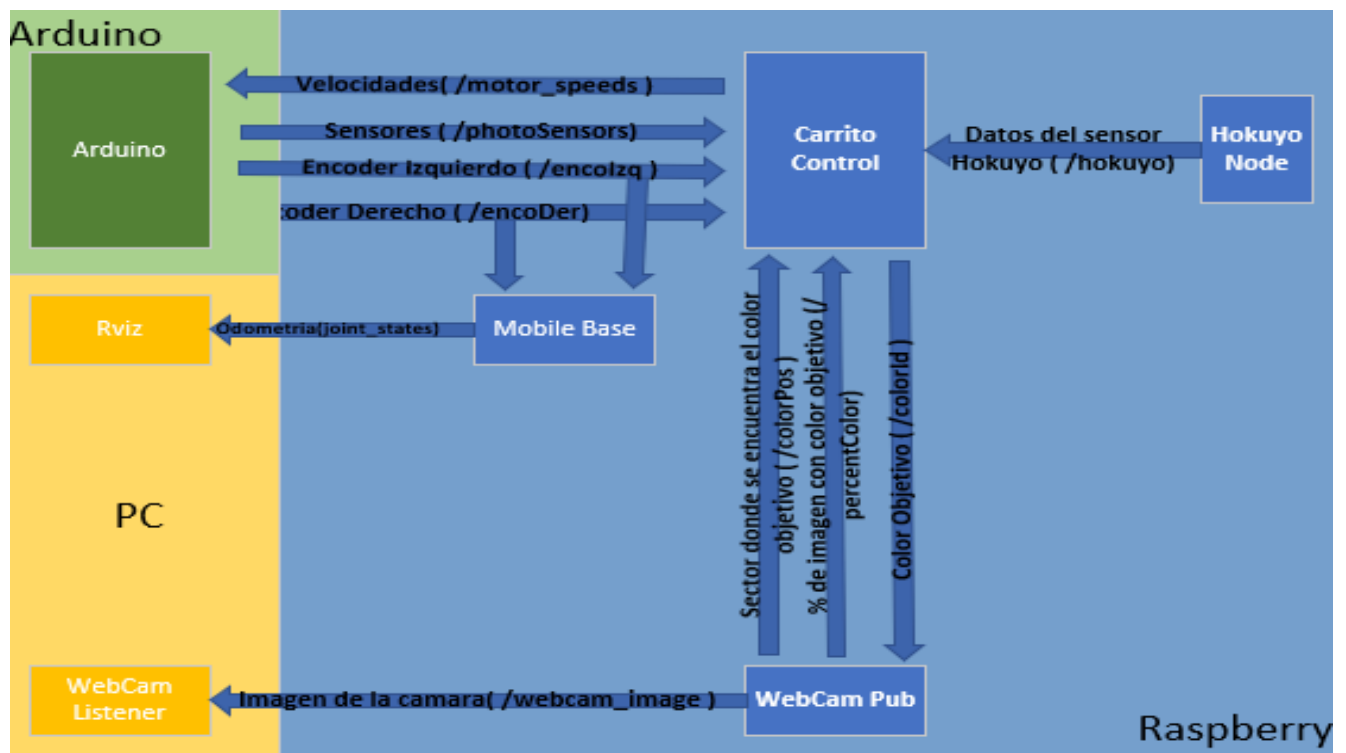 Arduino
Arduino
Velocidades( /motor_speeds )
Sensores ( /photoSensors)
Encoder Izquierdo ( /encoIzq )
coder Derecho ( /encoDer)
Carrito
Control
Datos del sensor
Hokuyo ( /hokuyo)
Hokuyo
Node
Rviz
Odometria(joint_states)
Mobile Base
Sector donde se encuentra el color
objetivo ( /colorPos )
% de imagen con color objetivo (/
percentColor)
Color Objetivo ( /colorId )
PC
WebCam
Listener
Imagen de la camara( /webcam_image )
WebCam Pub
Raspberry